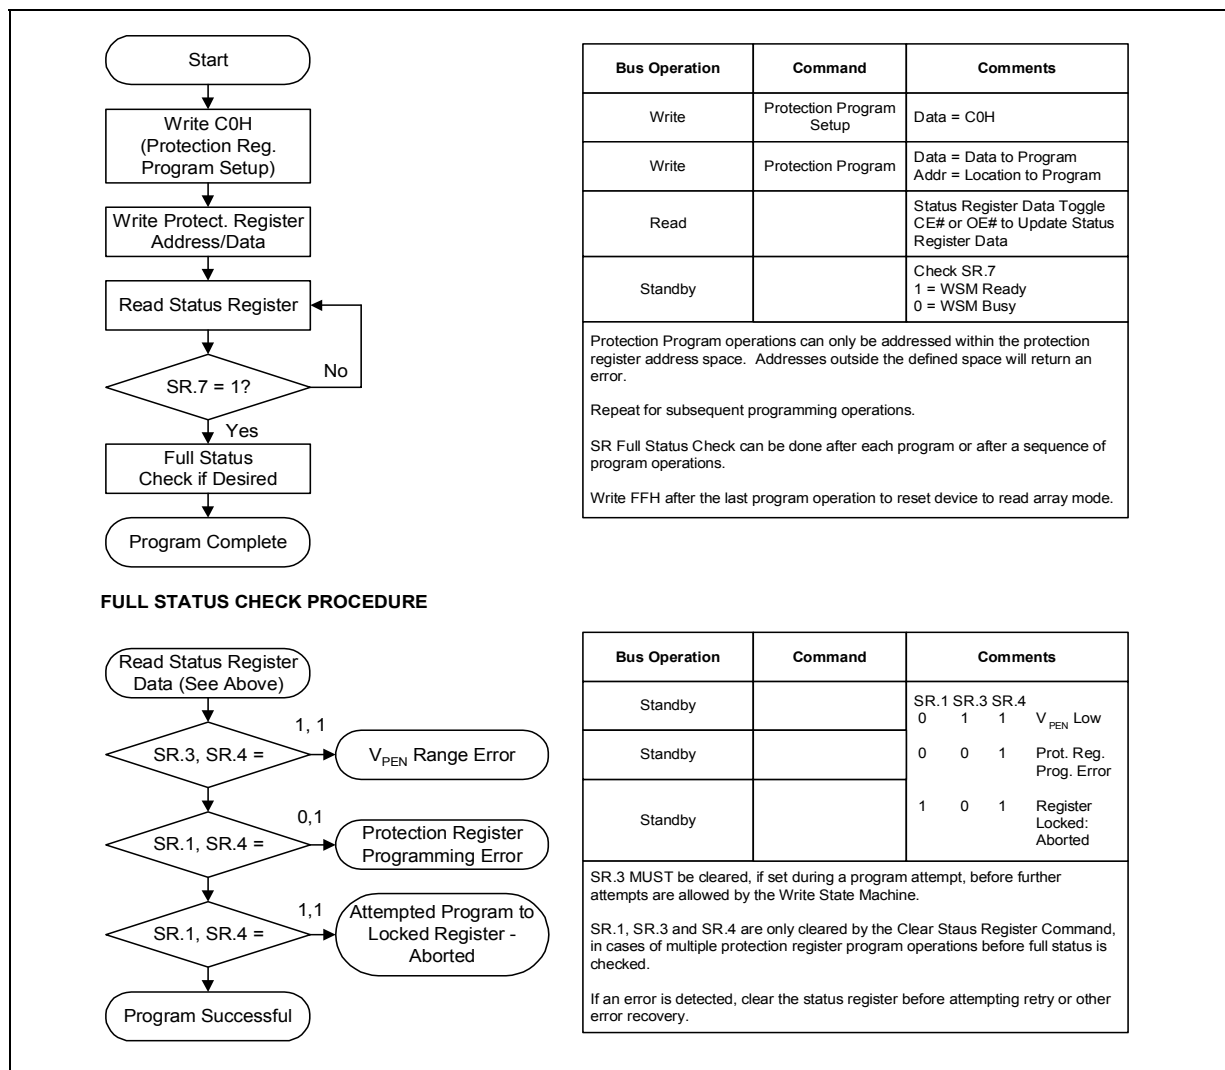 Start
Write C0H
(Protection Reg.
Program Setup)
Write Protect. Register
Address/Data
Read Status Register
SR.7 = 1?
No
Yes
Full Status
Check if Desired
Program Complete
Bus Operation Command Comments
Write Protection Program
Setup Data = C0H
Write Protection Program Data = Data to Program
Addr = Location to Program
Read Status Register Data Toggle
CE# or OE# to Update Status
Register Data
Standby Check SR.7
1 = WSM Ready
0 = WSM Busy
Protection Program operations can only be addressed within the protection
register address space. Addresses outside the defined space will return an
error.
Repeat for subsequent programming operations.
SR Full Status Check can be done after each program or after a sequence of
program operations.
Write FFH after the last program operation to reset device to read array mode.
FULL STATUS CHECK PROCEDURE
Read Status Register
Data (See Above)
1, 1
SR.3, SR.4 =
VPEN Range Error
0,1
SR.1, SR.4 =
Protection Register
Programming Error
1,1
SR.1, SR.4 =
Attempted Program to
Locked Register -
Aborted
Program Successful
Bus Operation Command Comments
Standby SR.1 SR.3 SR.4
0 1 1 VPEN Low
Standby 0 0 1 Prot. Reg.
Prog. Error
Standby 1 0 1 Register
Locked:
Aborted
SR.3 MUST be cleared, if set during a program attempt, before further
attempts are allowed by the Write State Machine.
SR.1, SR.3 and SR.4 are only cleared by the Clear Staus Register Command,
in cases of multiple protection register program operations before full status is
checked.
If an error is detected, clear the status register before attempting retry or other
error recovery.